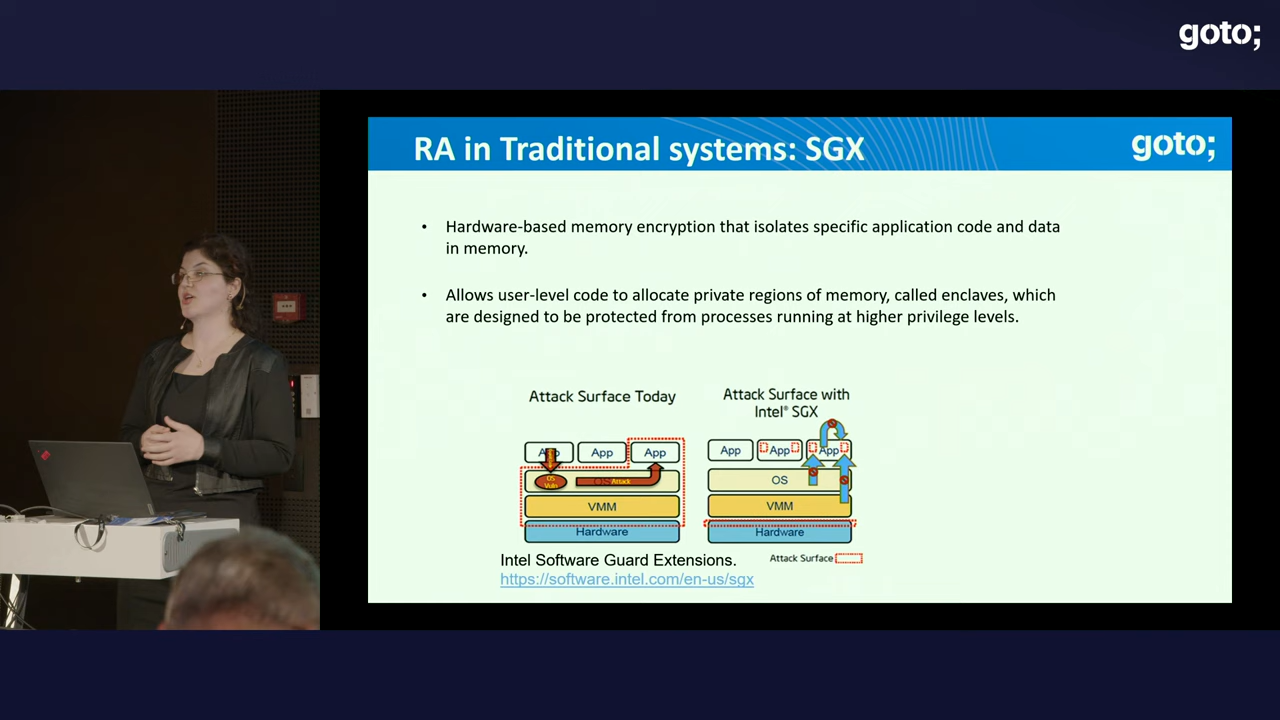 goto;
RA in Traditional systems: SGX
goto;
• Hardware-based memory encryption that isolates specific application code and data
in memory.
• Allows user-level code to allocate private regions of memory, called enclaves, which
are designed to be protected from processes running at higher privilege levels.
Attack Surface Today
App App App
OS Vuln
OS Attack
VMM
Hardware
Attack Surface with
Intel® SGX
App App App
OS
VMM
Hardware
Attack Surface
Intel Software Guard Extensions.
https://software.intel.com/en-us/sgx